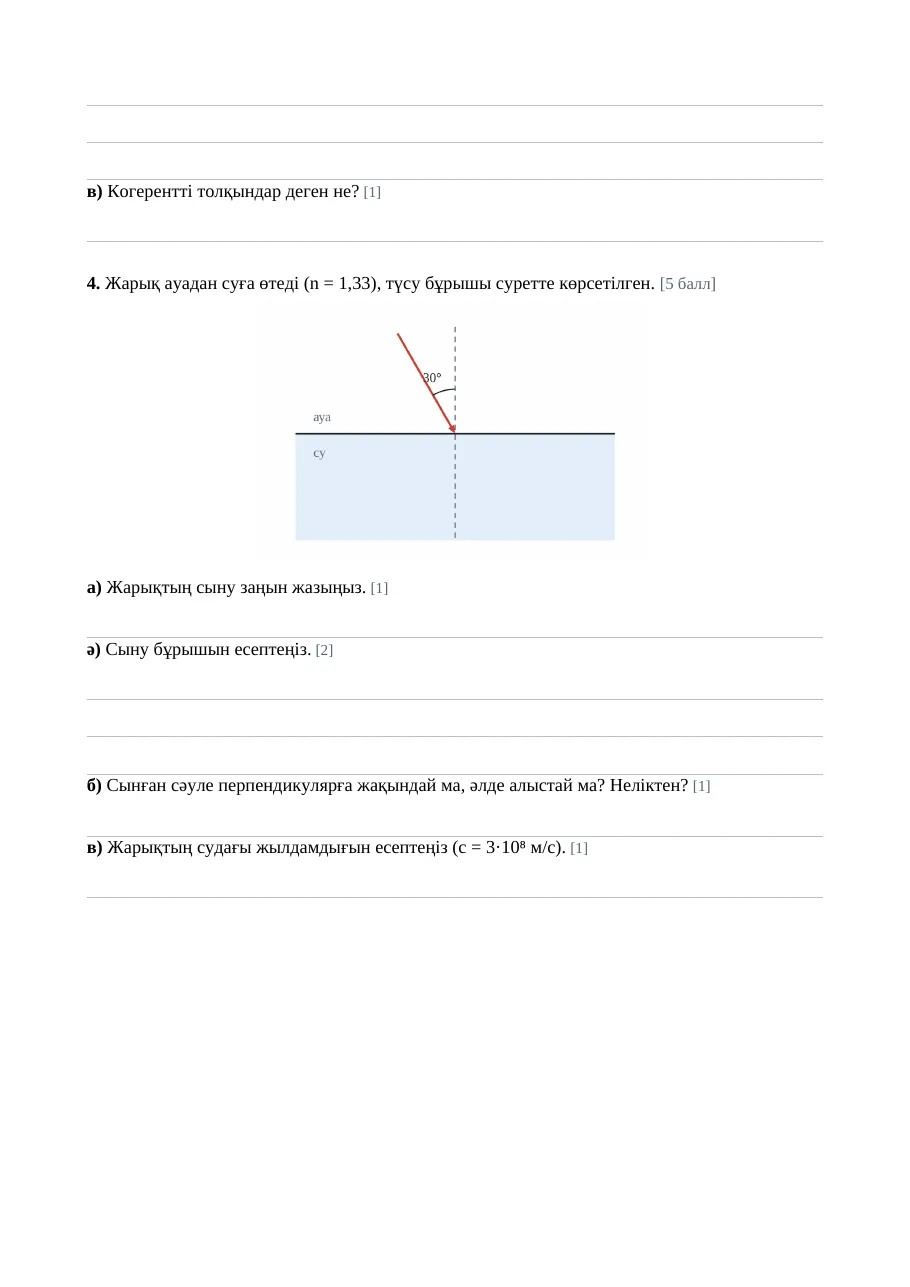 в) Когерентті толқындар деген не? [1]
4. Жарық ауадан суға өтеді (n = 1,33), түсу бұрышы суретте көрсетілген. [5 балл]
30°
ауа
су
а) Жарықтың сыну заңын жазыңыз. [1]
ә) Сыну бұрышын есептеңіз. [2]
б) Сынған сәуле перпендикулярға жақындай ма, әлде алыстай ма? Неліктен? [1]
в) Жарықтың судағы жылдамдығын есептеңіз (c = 3·10⁸ м/с). [1]